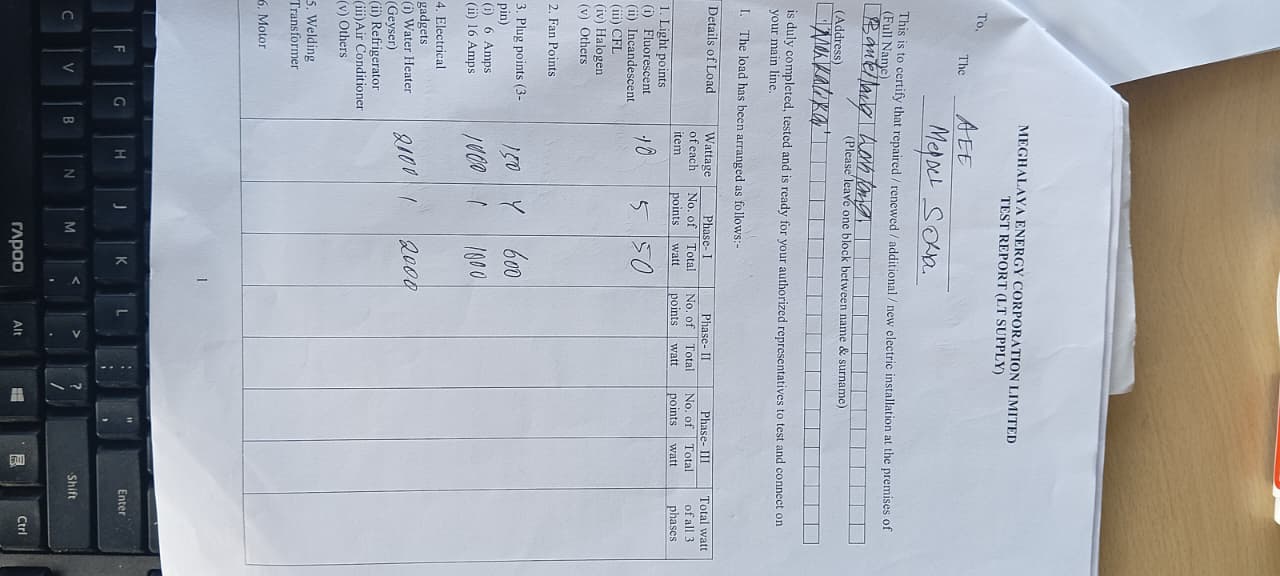 MEGHALAYA ENERGY CORPORATION LIMITED
TEST REPORT (LT SUPPLY)
To,
The AEE
Mepdcl Sohra.
This is to certify that repaired / renewed / additional / new electric installation at the premises of
(Full Name)
(Please leave one block between name & surname)
(Address)
is duly completed, tested and is ready for your authorized representatives to test and connect on
your main line.
I. The load has been arranged as follows:-
Details of Load Wattage of each item Phase- I Phase- II Phase- III Total watt of all 3 phases
No. of points Total watt No. of points Total watt No. of points Total watt
1. Light points
(i) Fluorescent
(ii) Incandescent 10 5 50
(iii) CFL
(iv) Halogen
(v) Others
2. Fan Points
3. Plug points (3-
pin)
(i) 6 Amps 150 4 600
(ii) 16 Amps 1000 1 1000
4. Electrical
gadgets
(i) Water Heater 2000 1 2000
(Geyser)
(ii) Refrigerator
(iii) Air Conditioner
(v) Others
5. Welding
Transformer
6. Motor
1
F G H J K L : ; " ' Enter
C V B N M < , > . ? / Shift
rapoo Alt Ctrl